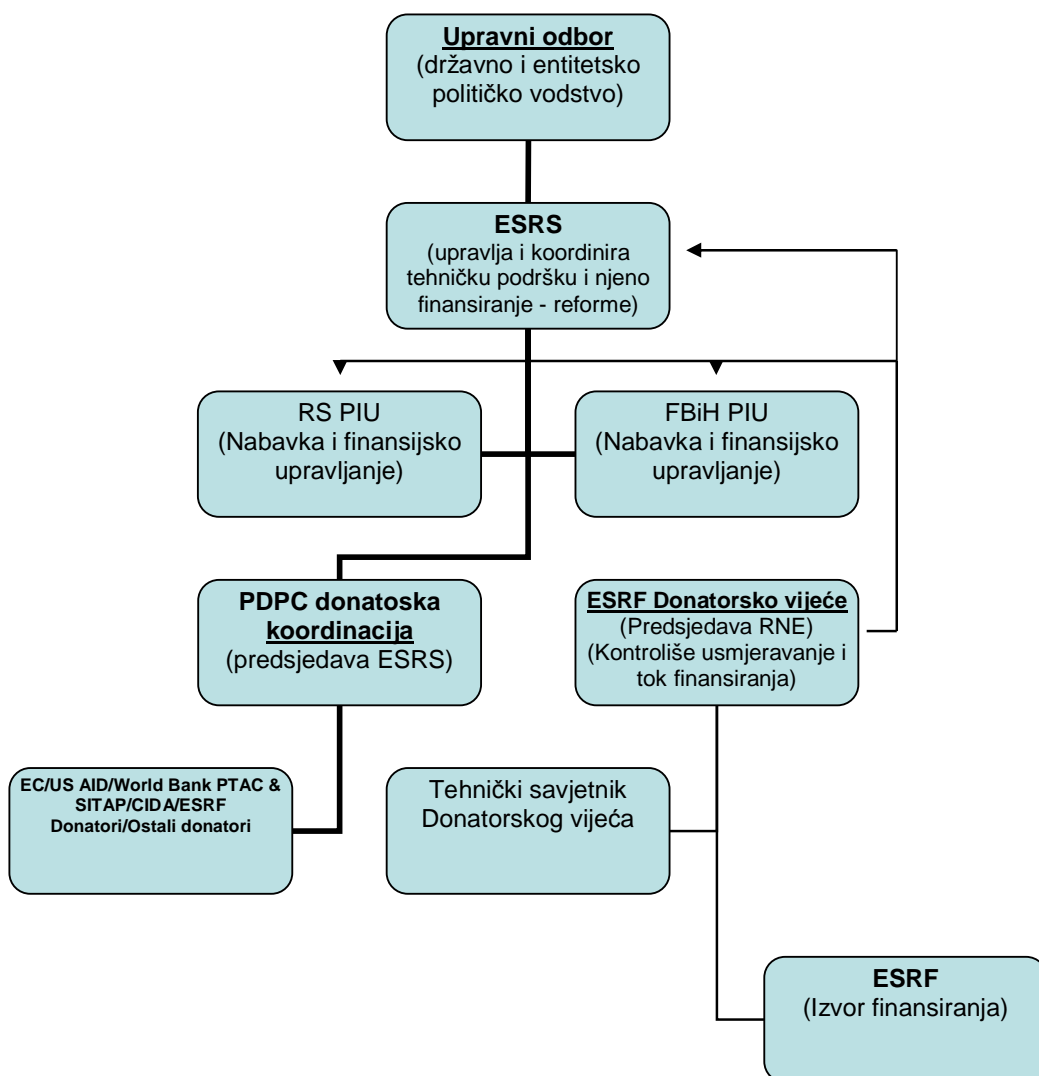 Upravni odbor
(državno i entitetsko
političko vodstvo)
ESRS
(upravlja i koordinira
tehničku podršku i njeno
finansiranje - reforme)
RS PIU
(Nabavka i finansijsko
upravljanje)
FBiH PIU
(Nabavka i finansijsko
upravljanje)
PDPC donatoska
koordinacija
(predsjedava ESRS)
ESRF Donatorsko vijeće
(Predsjedava RNE)
(Kontroliše usmjeravanje i
tok finansiranja)
EC/US AID/World Bank PTAC &
SITAP/CIDA/ESRF
Donatori/Ostali donatori
Tehnički savjetnik
Donatorskog vijeća
ESRF
(Izvor finansiranja)